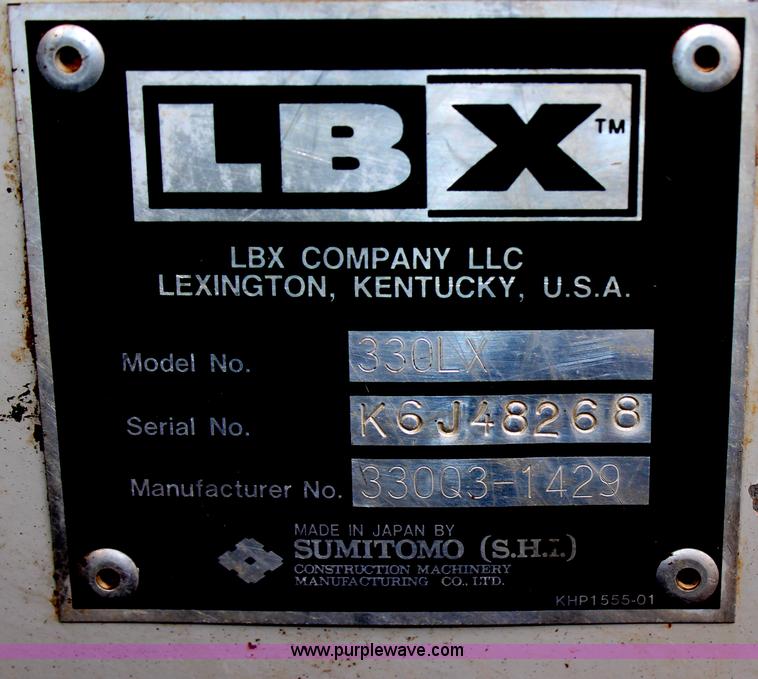 LBX™
LBX COMPANY LLC
LEXINGTON, KENTUCKY, U.S.A.
Model No. 330LX
Serial No. K6J48268
Manufacturer No. 330Q3-1429
MADE IN JAPAN BY
SUMITOMO (S.H.I.)
CONSTRUCTION MACHINERY
MANUFACTURING CO., LTD.
KHP1555-01
www.purplewave.com